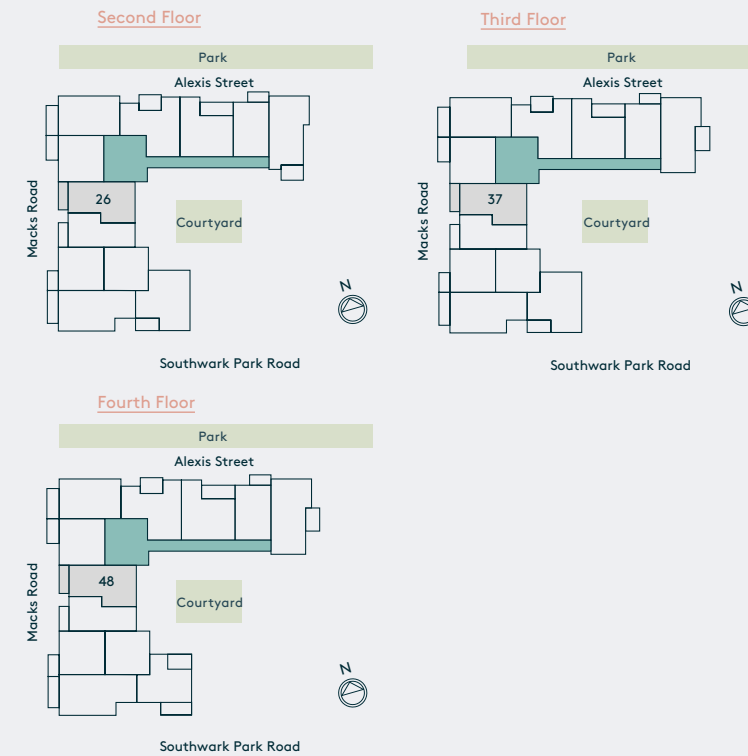 Second Floor
Park
Alexis Street
Macks Road
26
Courtyard
N
Southwark Park Road
Third Floor
Park
Alexis Street
Macks Road
37
Courtyard
N
Southwark Park Road
Fourth Floor
Park
Alexis Street
Macks Road
48
Courtyard
N
Southwark Park Road